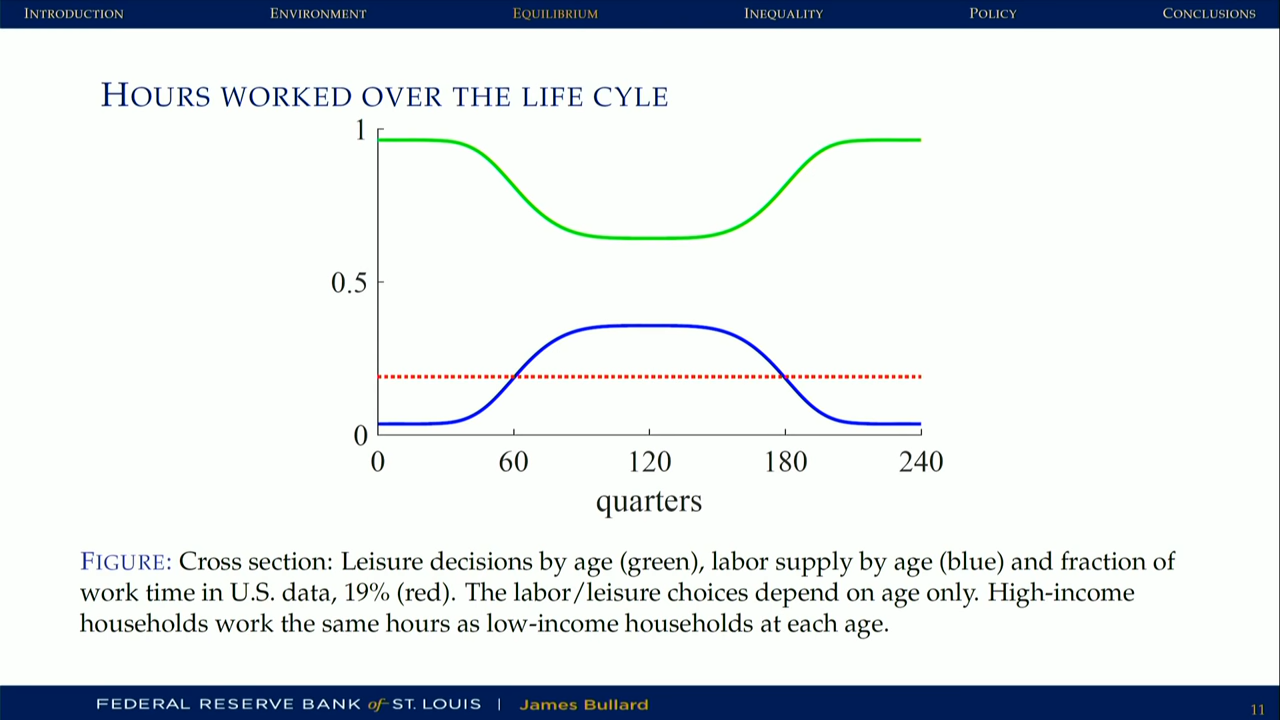 INTRODUCTION ENVIRONMENT EQUILIBRIUM INEQUALITY POLICY CONCLUSIONS
HOURS WORKED OVER THE LIFE CYLE
1
0.5
0
0 60 120 180 240
quarters
FIGURE: Cross section: Leisure decisions by age (green), labor supply by age (blue) and fraction of
work time in U.S. data, 19% (red). The labor/leisure choices depend on age only. High-income
households work the same hours as low-income households at each age.
FEDERAL RESERVE BANK of ST. LOUIS | James Bullard
11